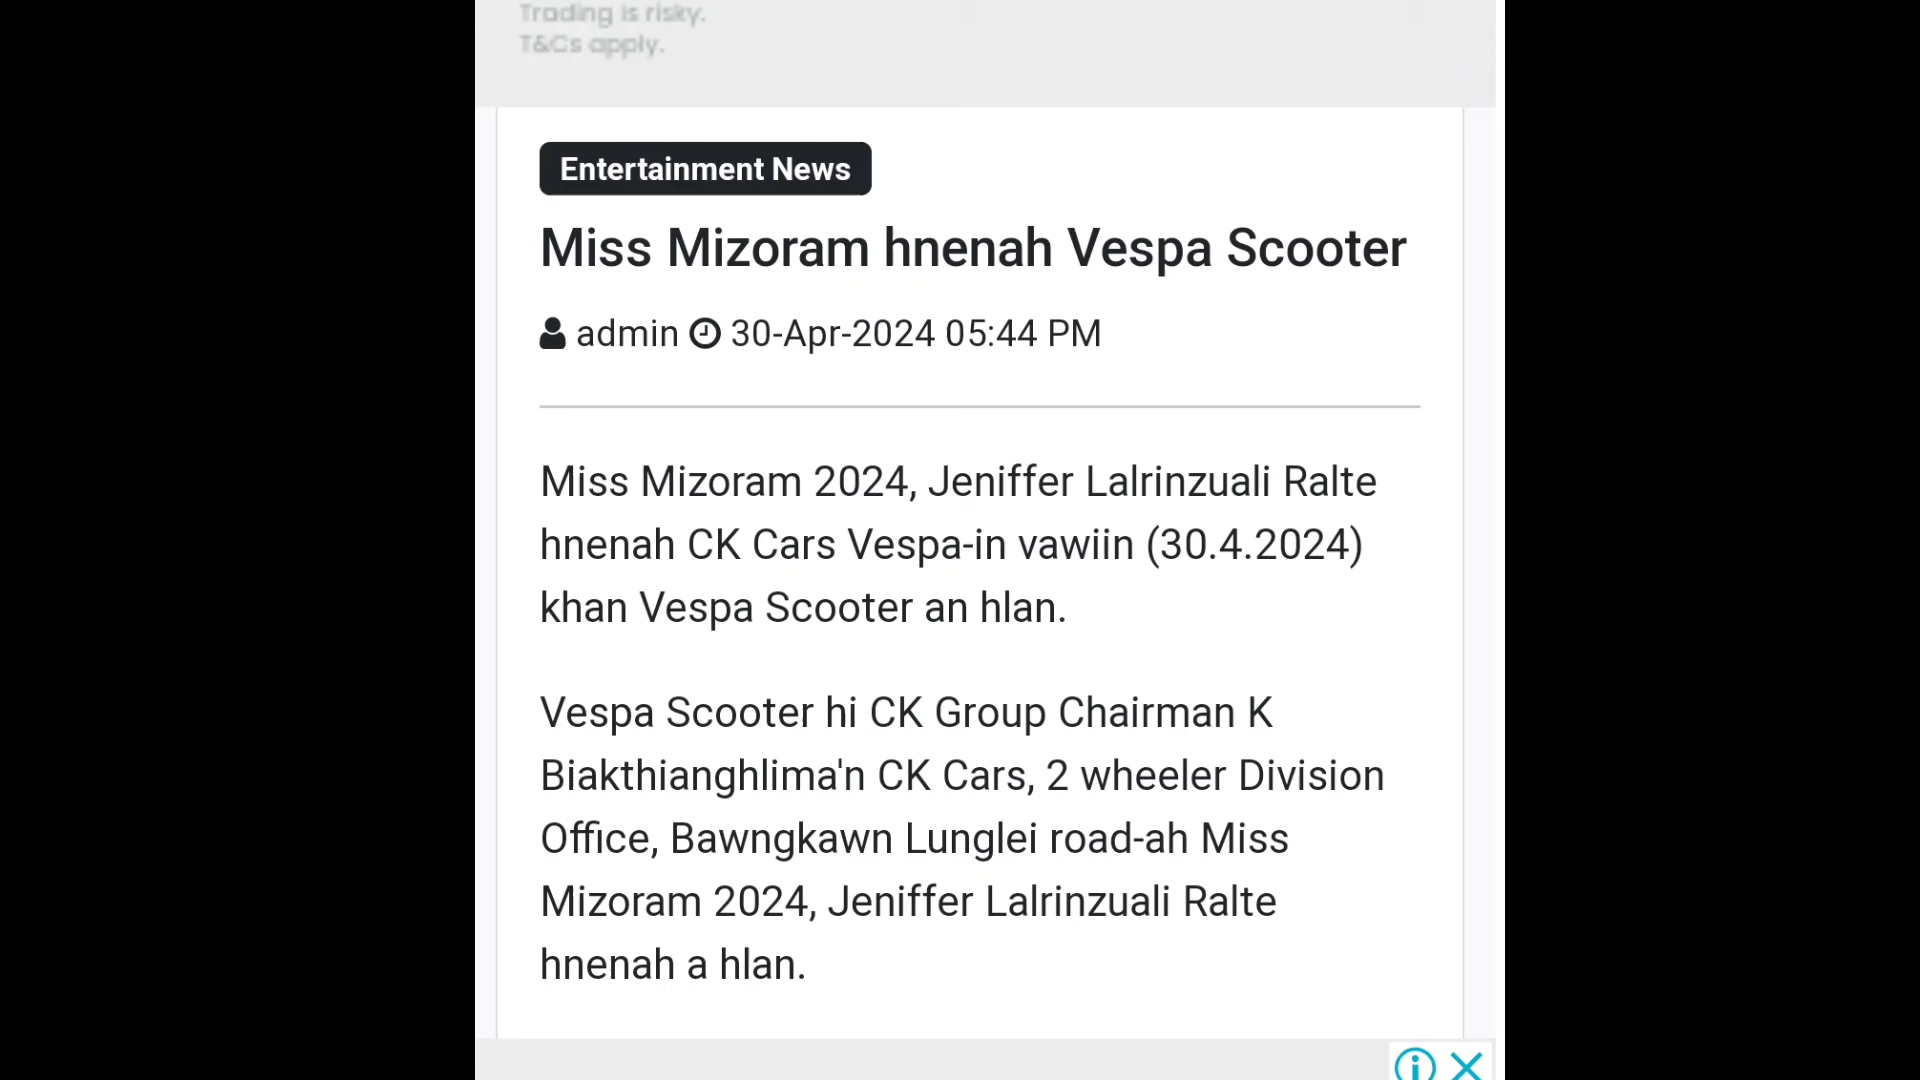 Trading is risky.
T&Cs apply.
Entertainment News
Miss Mizoram hnenah Vespa Scooter
admin 30-Apr-2024 05:44 PM
Miss Mizoram 2024, Jeniffer Lalrinzuali Ralte
hnenah CK Cars Vespa-in vawiin (30.4.2024)
khan Vespa Scooter an hlan.
Vespa Scooter hi CK Group Chairman K
Biakthianghlima'n CK Cars, 2 wheeler Division
Office, Bawngkawn Lunglei road-ah Miss
Mizoram 2024, Jeniffer Lalrinzuali Ralte
hnenah a hlan.